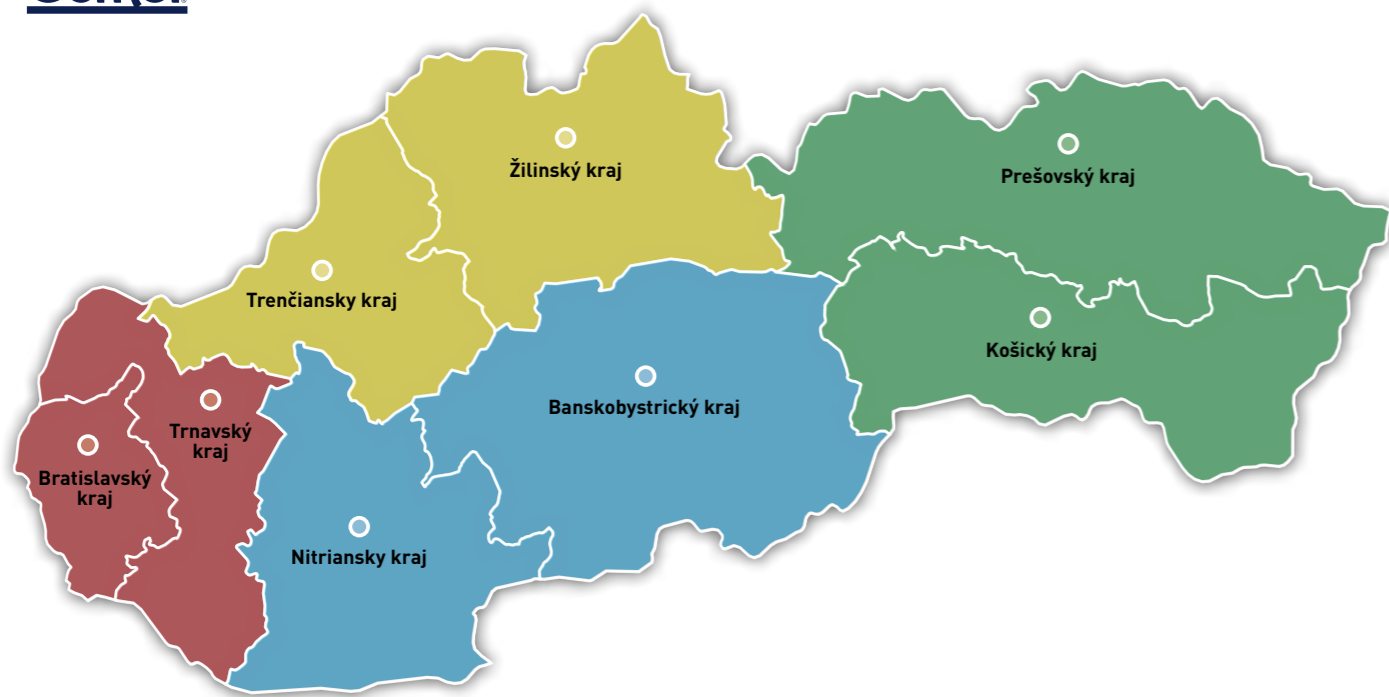 Žilinský kraj
Prešovský kraj
Trenčiansky kraj
Košický kraj
Banskobystrický kraj
Trnavský
kraj
Bratislavský
kraj
Nitriansky kraj